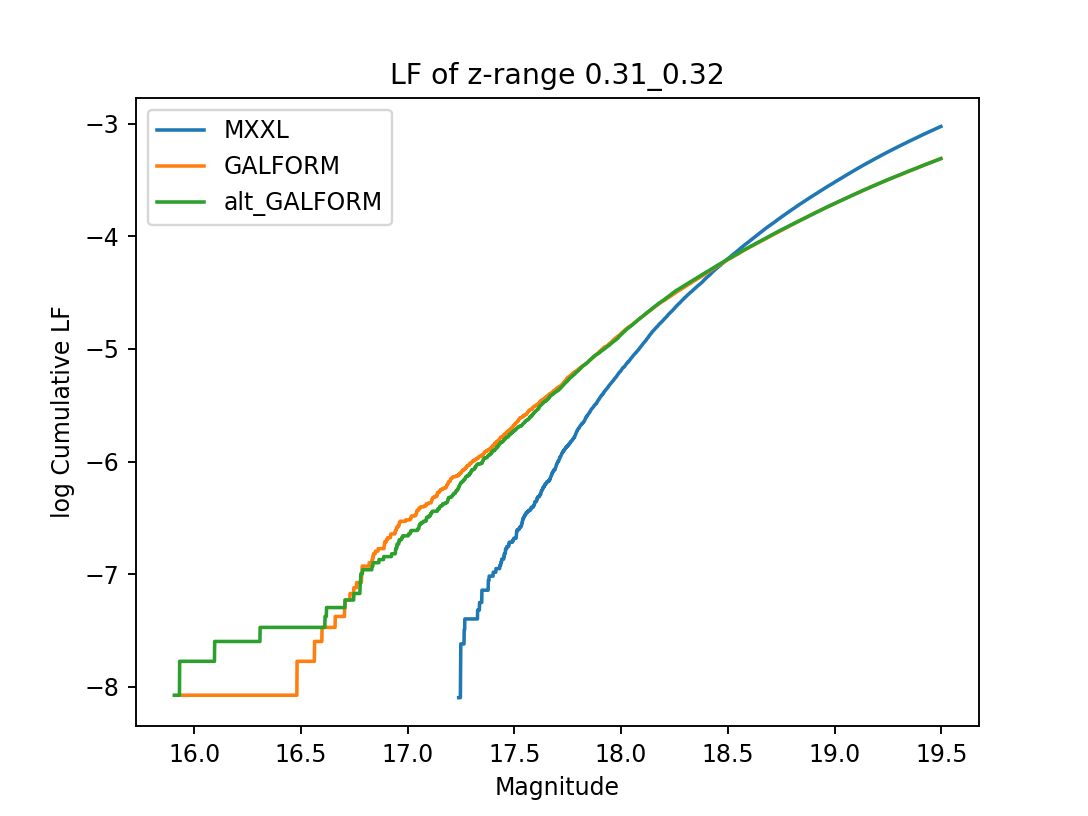 LF of z-range 0.31_0.32
MXXL
GALFORM
alt_GALFORM
−3
−4
−5
−6
−7
−8
log Cumulative LF
16.0 16.5 17.0 17.5 18.0 18.5 19.0 19.5
Magnitude